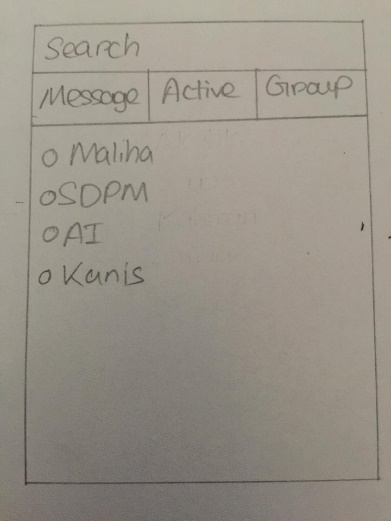 Search
Message Active Group
o Maliha
o SDPM
o AI
o Kanis